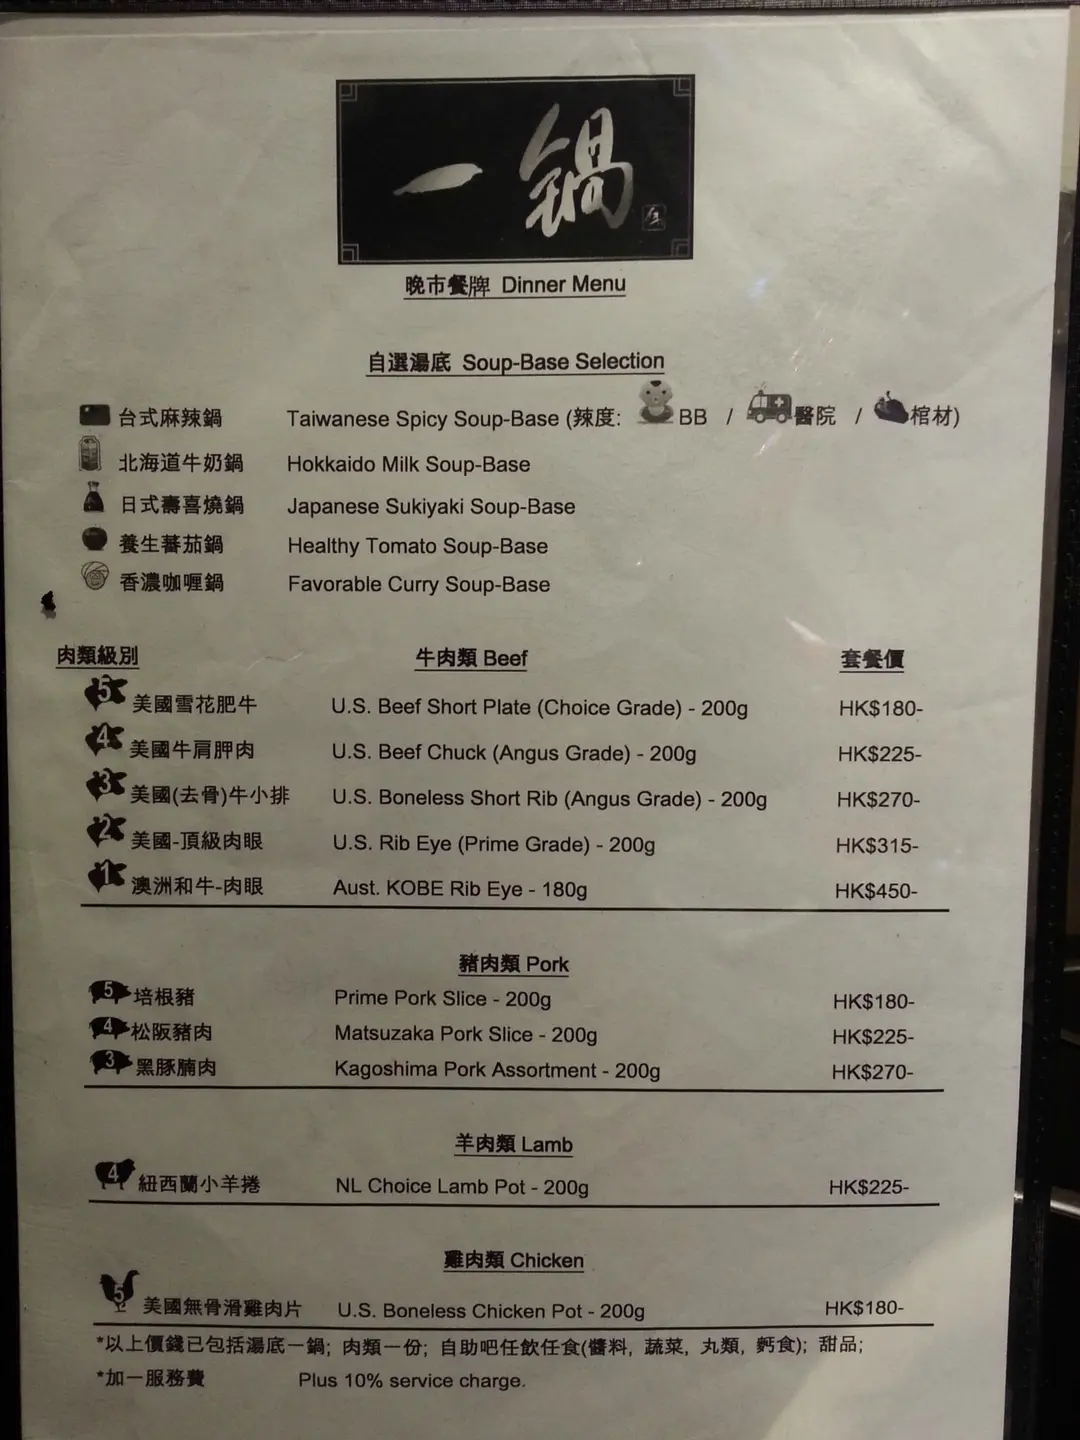 一鍋
晚市餐牌 Dinner Menu
自選湯底 Soup-Base Selection
台式麻辣鍋 Taiwanese Spicy Soup-Base (辣度: BB / 醫院 / 棺材)
北海道牛奶鍋 Hokkaido Milk Soup-Base
日式壽喜燒鍋 Japanese Sukiyaki Soup-Base
養生蕃茄鍋 Healthy Tomato Soup-Base
香濃咖喱鍋 Favorable Curry Soup-Base
肉類級別 牛肉類 Beef 套餐價
5 美國雪花肥牛 U.S. Beef Short Plate (Choice Grade) - 200g HK$180-
4 美國牛肩胛肉 U.S. Beef Chuck (Angus Grade) - 200g HK$225-
3 美國(去骨)牛小排 U.S. Boneless Short Rib (Angus Grade) - 200g HK$270-
2 美國-頂級肉眼 U.S. Rib Eye (Prime Grade) - 200g HK$315-
1 澳洲和牛-肉眼 Aust. KOBE Rib Eye - 180g HK$450-
豬肉類 Pork
5 培根豬 Prime Pork Slice - 200g HK$180-
4 松阪豬肉 Matsuzaka Pork Slice - 200g HK$225-
3 黑豚腩肉 Kagoshima Pork Assortment - 200g HK$270-
羊肉類 Lamb
4 紐西蘭小羊捲 NL Choice Lamb Pot - 200g HK$225-
雞肉類 Chicken
5 美國無骨滑雞肉片 U.S. Boneless Chicken Pot - 200g HK$180-
*以上價錢已包括湯底一鍋; 肉類一份; 自助吧任飲任食(醬料, 蔬菜, 丸類, 麪食); 甜品;
*加一服務費 Plus 10% service charge.